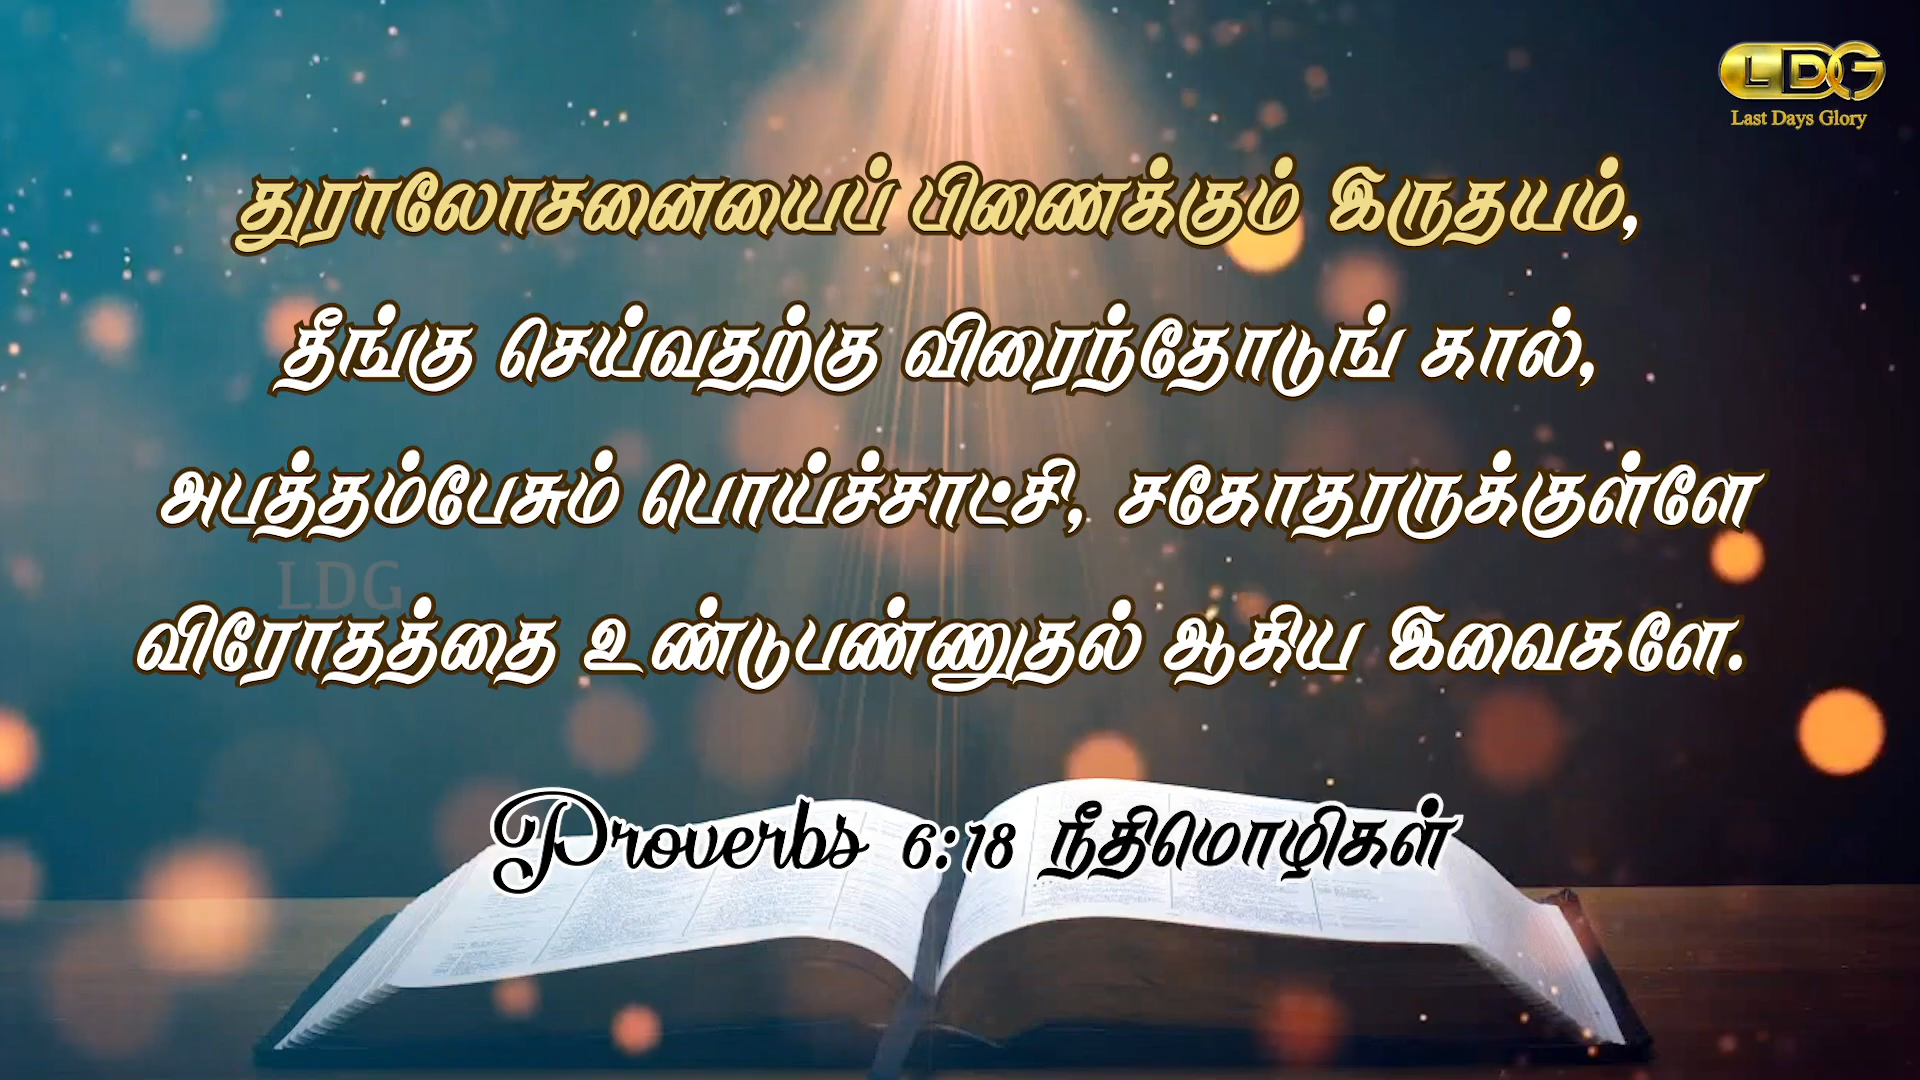 LDG
Last Days Glory
துராலோசனையைப் பிணைக்கும் இருதயம்,
தீங்கு செய்வதற்கு விரைந்தோடுங் கால்,
அபத்தம்பேசும் பொய்ச்சாட்சி, சகோதரருக்குள்ளே
LDG
விரோதத்தை உண்டுபண்ணுதல் ஆகிய இவைகளே.
Proverbs 6:18 நீதிமொழிகள்